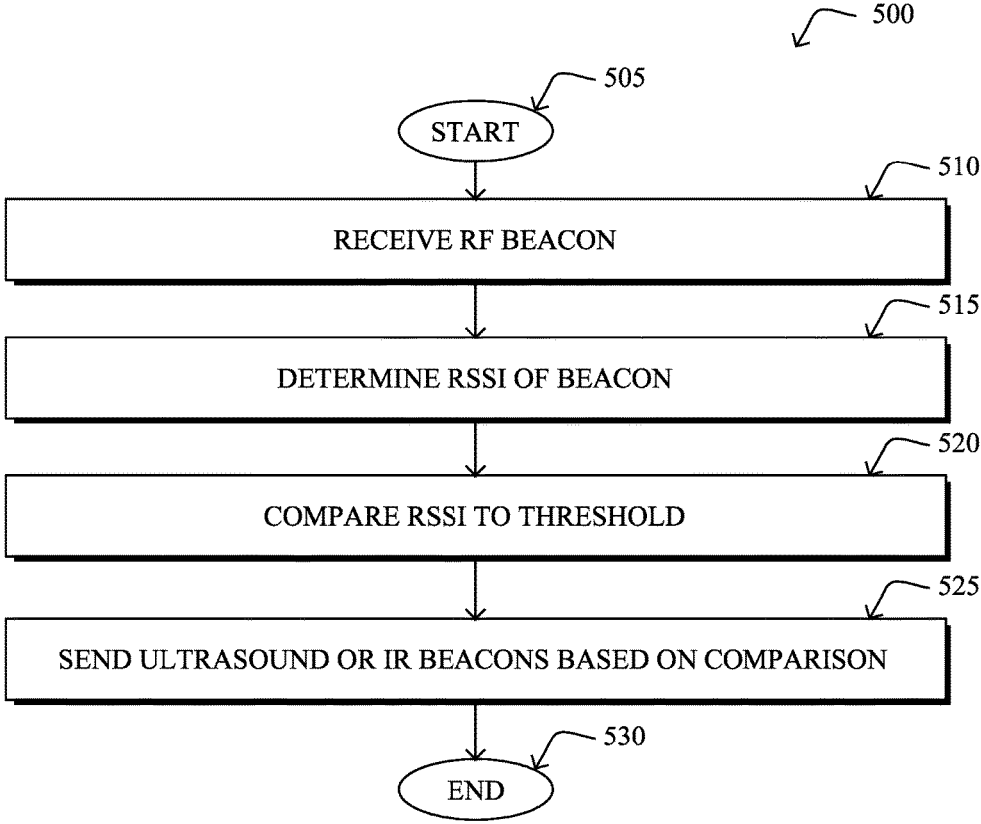 500
505
START
510
RECEIVE RF BEACON
515
DETERMINE RSSI OF BEACON
520
COMPARE RSSI TO THRESHOLD
525
SEND ULTRASOUND OR IR BEACONS BASED ON COMPARISON
530
END